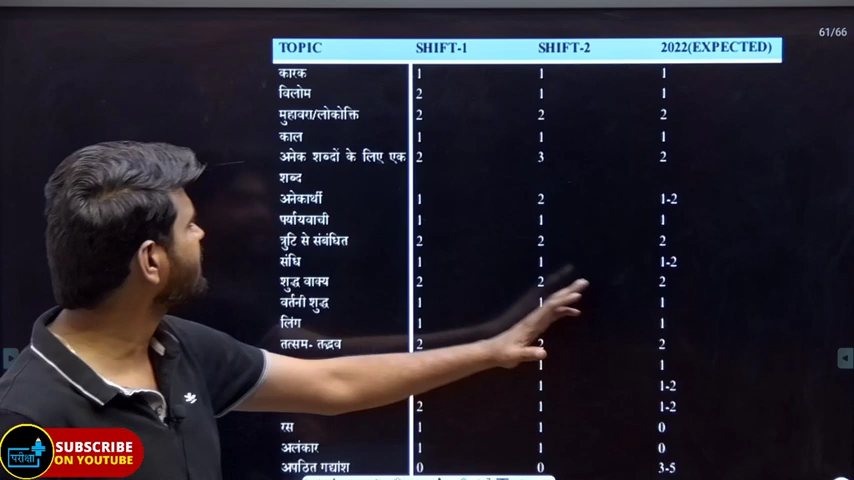 61/66
TOPIC SHIFT-1 SHIFT-2 2022(EXPECTED)
कारक 1 1 1
विलोम 2 1 1
मुहावरा/लोकोक्ति 2 2 2
काल 1 1 1
अनेक शब्दों के लिए एक 2 3 2
शब्द
अनेकार्थी 1 2 1-2
पर्यायवाची 1 1 1
त्रुटि से संबंधित 2 2 2
संधि 1 1 1-2
शुद्ध वाक्य 2 2 2
वर्तनी शुद्ध 1 1 1
लिंग 1 1
तत्सम- तद्भव 2 2 2
1 1
1 1-2
2 1 1-2
रस 1 1 0
अलंकार 1 1 0
अपठित गद्यांश 0 0 3-5
परीक्षा
SUBSCRIBE
ON YOUTUBE